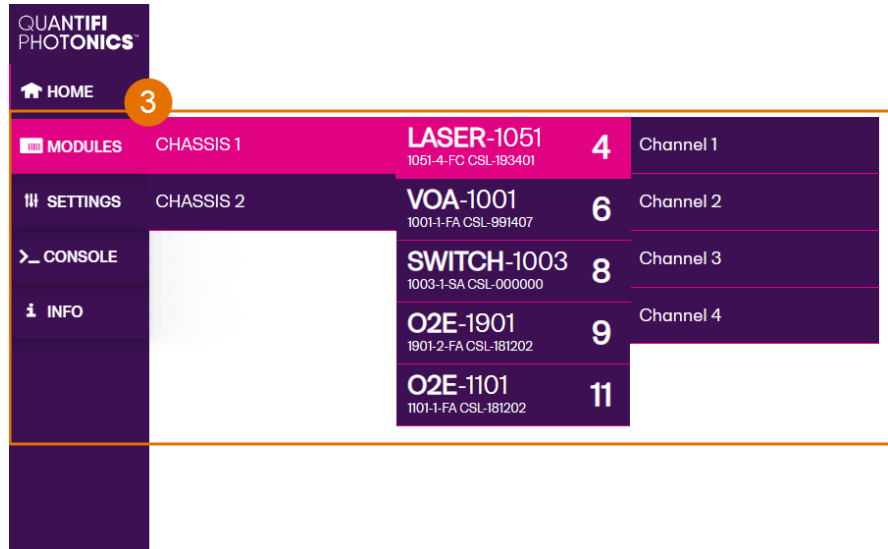 QUANTIFI
PHOTONICS™
HOME
3
MODULES
CHASSIS 1
LASER-1051
1051-4-FC CSL-193401
4
Channel 1
SETTINGS
CHASSIS 2
VOA-1001
1001-1-FA CSL-991407
6
Channel 2
>_ CONSOLE
SWITCH-1003
1003-1-SA CSL-000000
8
Channel 3
i INFO
O2E-1901
1901-2-FA CSL-181202
9
Channel 4
O2E-1101
1101-1-FA CSL-181202
11